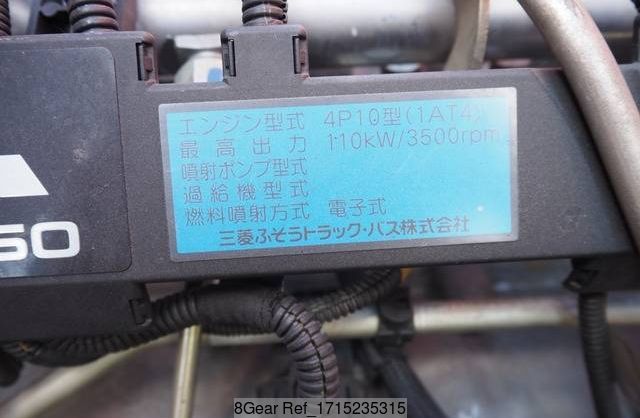 エンジン型式 4P10型(1AT4)
最高出力 110kW/3500rpm
噴射ポンプ型式
過給機型式
燃料噴射方式 電子式
三菱ふそうトラック・バス株式会社
50
8Gear Ref_1715235315